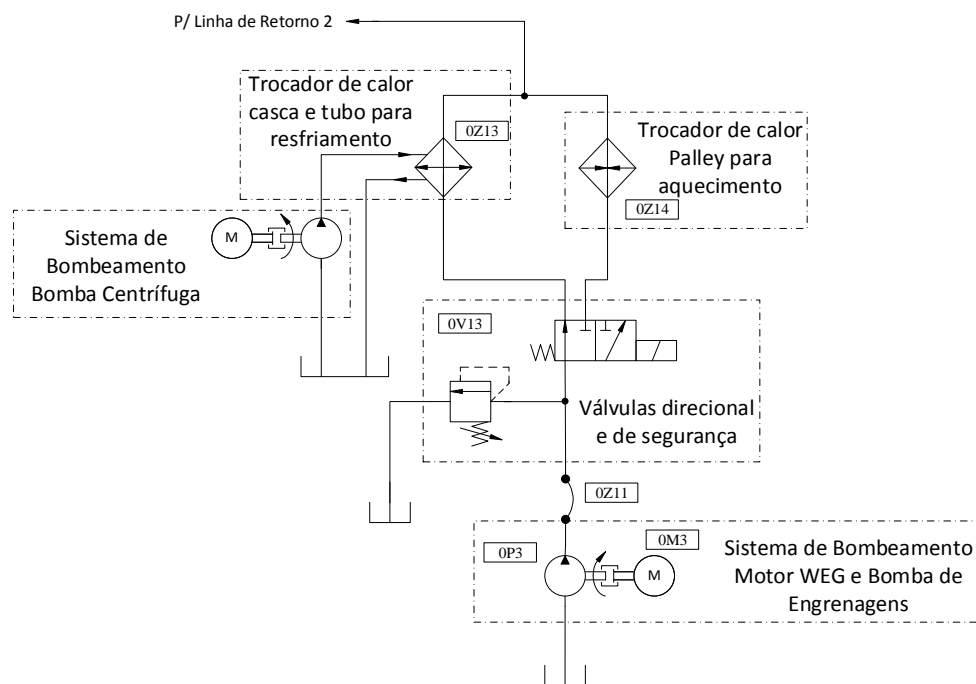 P/ Linha de Retorno 2
Trocador de calor
casca e tubo para
resfriamento
0Z13
Trocador de calor
Palley para
aquecimento
0Z14
Sistema de
Bombeamento
Bomba Centrífuga
M
0V13
Válvulas direcional
e de segurança
0Z11
0P3
0M3
M
Sistema de Bombeamento
Motor WEG e Bomba de
Engrenagens